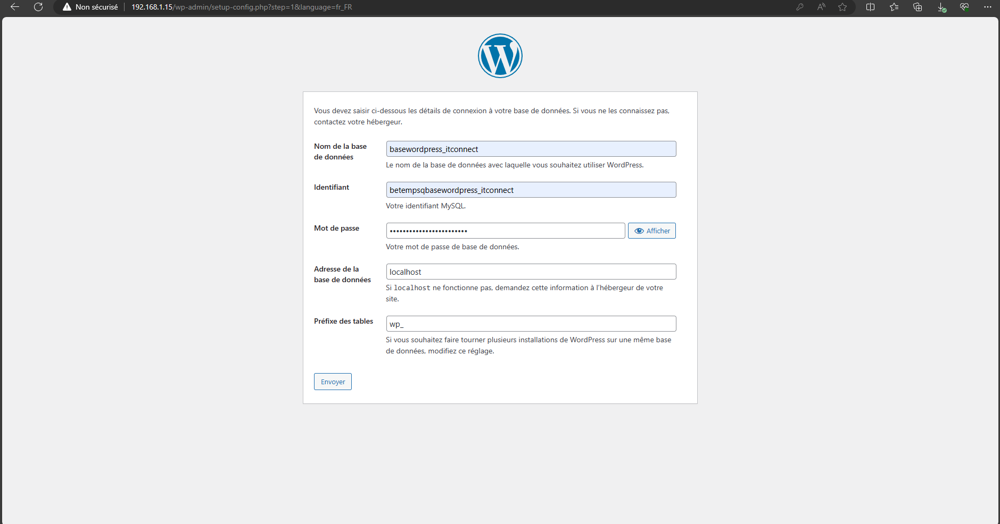 Non sécurisé
192.168.1.15/wp-admin/setup-config.php?step=1&language=fr_FR
Vous devez saisir ci-dessous les détails de connexion à votre base de données. Si vous ne les connaissez pas,
contactez votre hébergeur.
Nom de la base
de données
basewordpress_itconnect
Le nom de la base de données avec laquelle vous souhaitez utiliser WordPress.
Identifiant
betempsqbasewordpress_itconnect
Votre identifiant MySQL.
Mot de passe
••••••••••••••••••••••••
Afficher
Votre mot de passe de base de données.
Adresse de la
base de données
localhost
Si localhost ne fonctionne pas, demandez cette information à l’hébergeur de votre
site.
Préfixe des tables
wp_
Si vous souhaitez faire tourner plusieurs installations de WordPress sur une même base
de données, modifiez ce réglage.
Envoyer